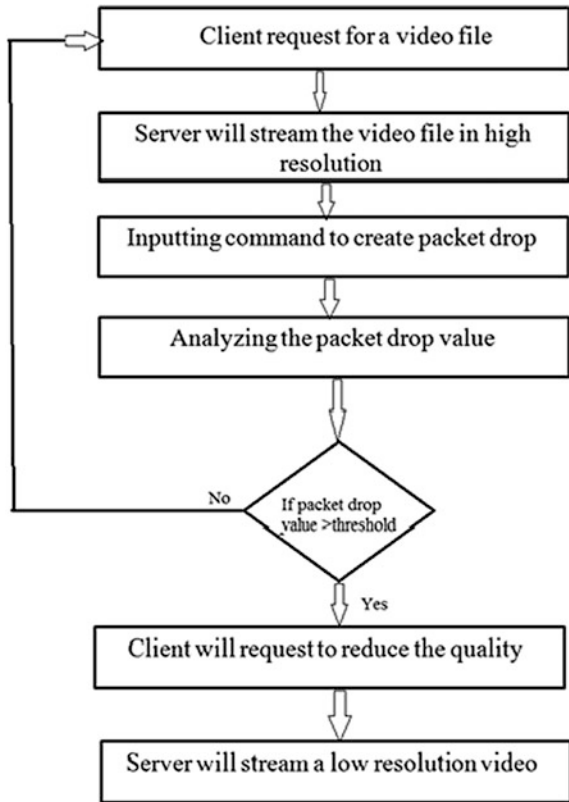 Client request for a video file
Server will stream the video file in high
resolution
Inputting command to create packet drop
Analyzing the packet drop value
No
If packet drop
value >threshold
Yes
Client will request to reduce the quality
Server will stream a low resolution video